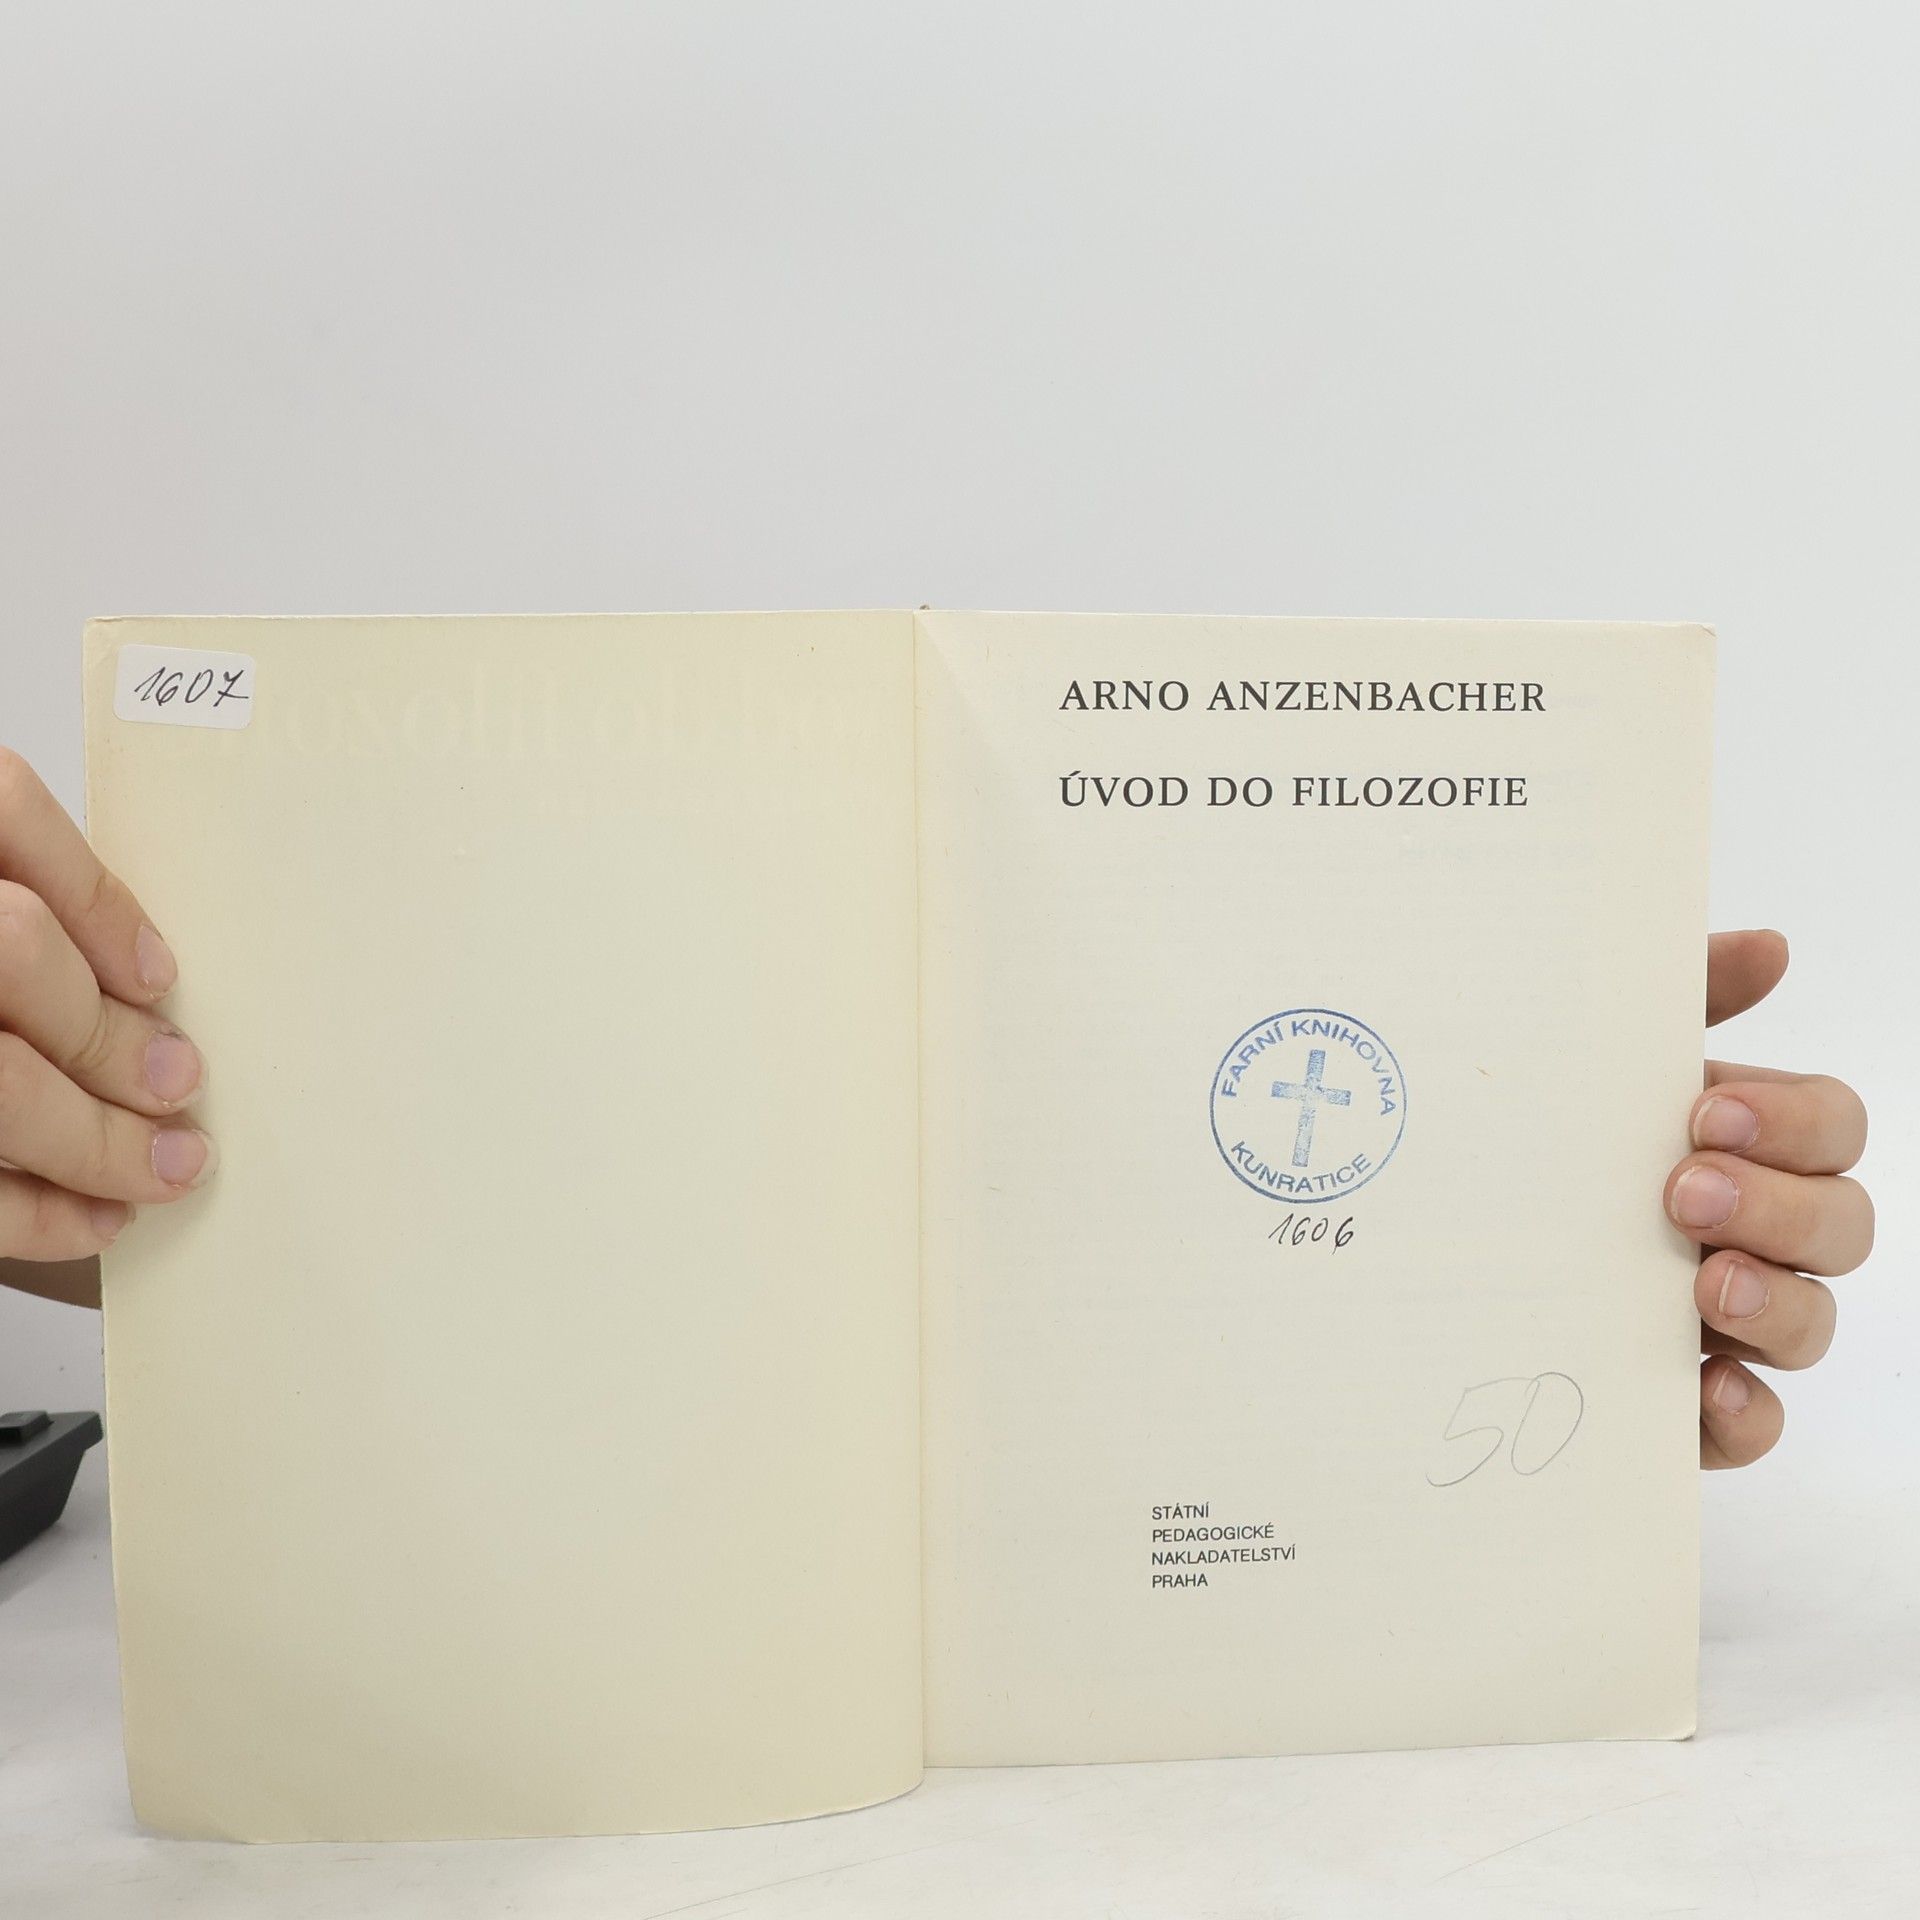 1607
ARNO ANZENBACHER
ÚVOD DO FILOZOFIE
FARNÍ KNIHOVNA
KUNRATICE
1606
50
STÁTNÍ
PEDAGOGICKÉ
NAKLADATELSTVÍ
PRAHA